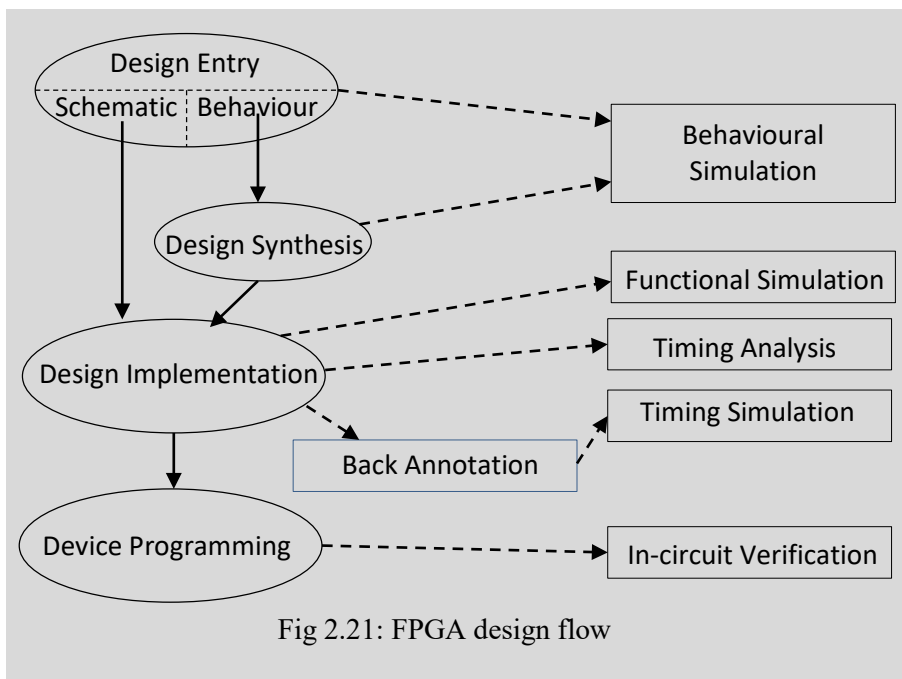 Design Entry
Schematic Behaviour
Behavioural
Simulation
Design Synthesis
Functional Simulation
Timing Analysis
Design Implementation
Timing Simulation
Back Annotation
Device Programming
In-circuit Verification
Fig 2.21: FPGA design flow